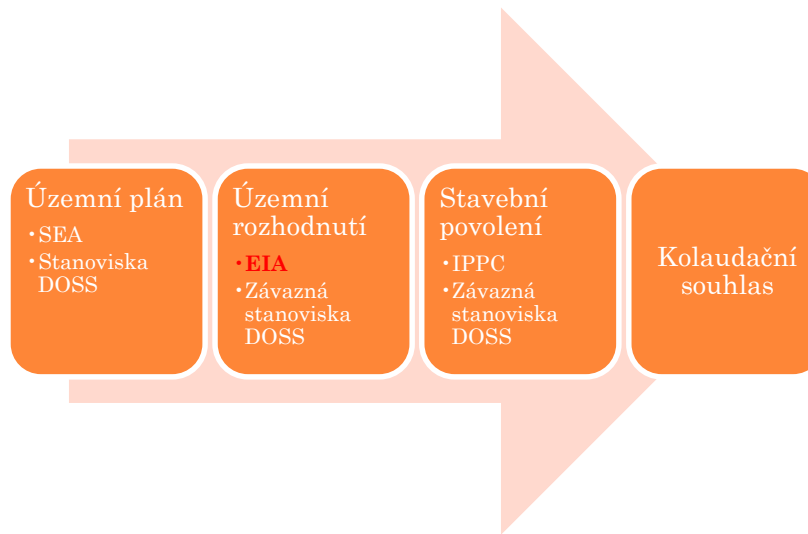 Územní plán
•SEA
•Stanoviska
DOSS
Územní
rozhodnutí
•EIA
•Závazná
stanoviska
DOSS
Stavební
povolení
•IPPC
•Závazná
stanoviska
DOSS
Kolaudační
souhlas